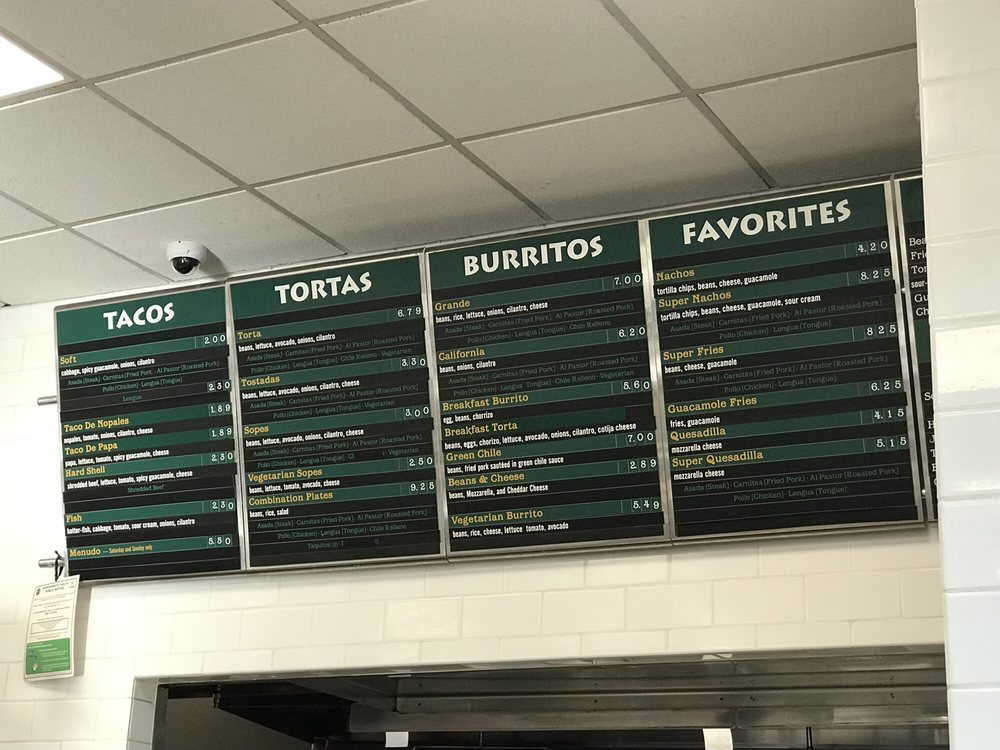 TACOS
Soft 2.00
cabbage, spicy guacamole, onions, cilantro
Asada (Steak) · Carnitas (Fried Pork · Al Pastor (Roasted Pork)
Pollo (Chicken) · Lengua (Tongue)
Lengua 2.30
Taco De Nopales 1.89
nopales, tomato, onions, cilantro, cheese
Taco De Papa 1.89
papa, lettuce, tomato, spicy guacamole, cheese
Hard Shell 2.30
shredded beef, lettuce, tomato, spicy guacamole, cheese
Shredded Beef
Fish 2.30
batter-fish, cabbage, tomato, sour cream, onions, cilantro
Menudo — Saturday and Sunday only 5.50
TORTAS
Torta 6.79
beans, lettuce, avocado, onions, cilantro
Asada (Steak) · Carnitas (Fried Pork) · Al Pastor (Roasted Pork)
Pollo (Chicken) · Lengua (Tongue) · Chile Relleno · Vegetarian
Tostadas 3.30
beans, lettuce, avocado, onions, cilantro, cheese
Asada (Steak) · Carnitas (Fried Pork) · Al Pastor (Roasted Pork)
Pollo (Chicken) · Lengua (Tongue) · Vegetarian
Sopes 3.00
beans, lettuce, avocado, onions, cilantro, cheese
Asada (Steak) · Carnitas (Fried Pork) · Al Pastor (Roasted Pork)
Pollo (Chicken) · Lengua (Tongue) · Vegetarian
Vegetarian Sopes 2.50
beans, lettuce, tomato, avocado, cheese
Combination Plates 9.25
beans, rice, salad
Asada (Steak) · Carnitas (Fried Pork) · Al Pastor (Roasted Pork)
Pollo (Chicken) · Lengua (Tongue) · Chile Relleno
Taquitos (3)
BURRITOS
Grande 7.00
beans, rice, lettuce, onions, cilantro, cheese
Asada (Steak) · Carnitas (Fried Pork) · Al Pastor (Roasted Pork)
Pollo (Chicken) · Lengua (Tongue) · Chile Relleno
California 6.20
beans, onions, cilantro
Asada (Steak) · Carnitas (Fried Pork) · Al Pastor (Roasted Pork)
Pollo (Chicken) · Lengua (Tongue) · Chile Relleno · Vegetarian
Breakfast Burrito 5.60
egg, beans, chorrizo
Breakfast Torta
beans, eggs, chorizo, lettuce, avocado, onions, cilantro, cotija cheese
Green Chile 7.00
beans, fried pork sautéed in green chile sauce
Beans & Cheese 2.89
beans, Mozzarella, and Cheddar Cheese
Vegetarian Burrito 5.49
beans, rice, cheese, lettuce tomato, avocado
FAVORITES
Nachos 4.20
tortilla chips, beans, cheese, guacamole
Super Nachos 8.25
tortilla chips, beans, cheese, guacamole, sour cream
Asada (Steak) · Carnitas (Fried Pork) · Al Pastor (Roasted Pork)
Pollo (Chicken) · Lengua (Tongue)
Super Fries 825
beans, cheese, guacamole
Asada (Steak) · Carnitas (Fried Pork) · Al Pastor (Roasted Pork)
Pollo (Chicken) · Lengua (Tongue)
Guacamole Fries 6.25
fries, guacamole
Quesadilla 4.15
mozzarella cheese
Super Quesadilla 5.15
mozzarella cheese
Asada (Steak) · Carnitas (Fried Pork) · Al Pastor (Roasted Pork)
Pollo (Chicken) · Lengua (Tongue)